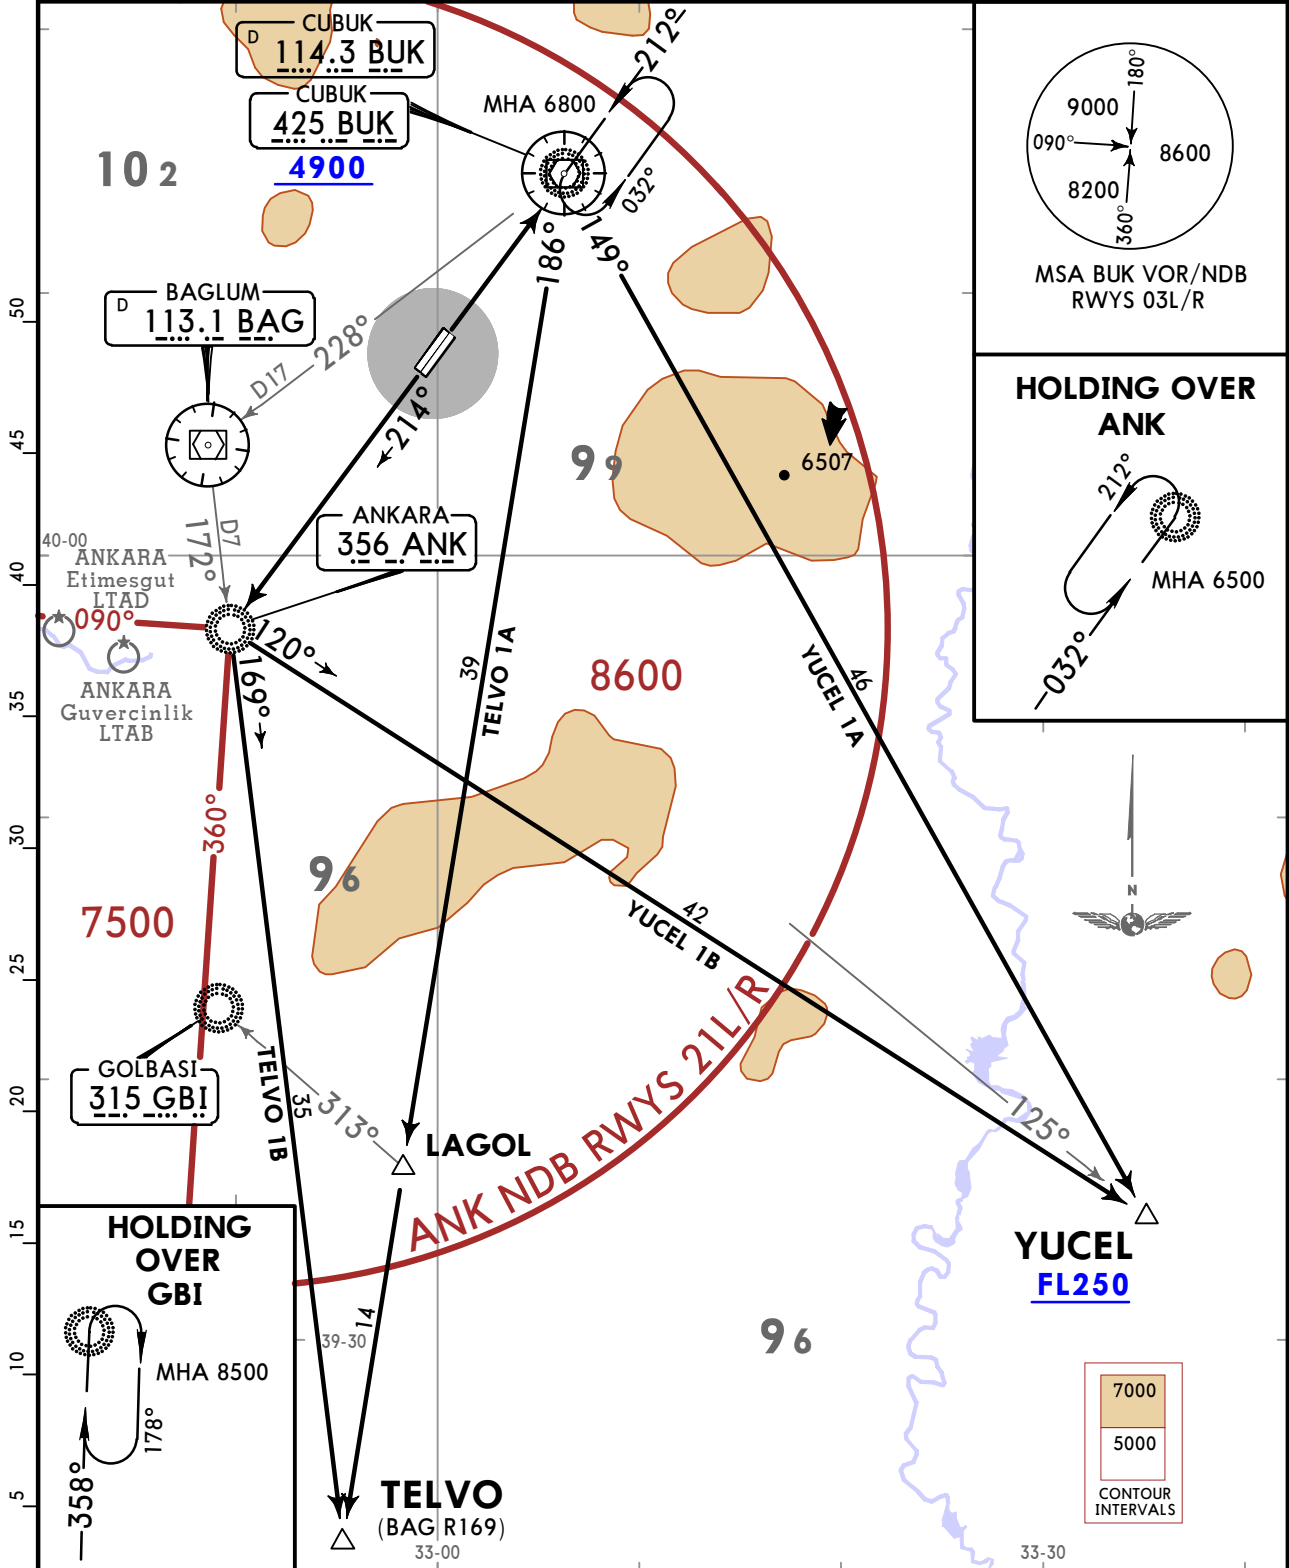 CUBUK
D 114.3 BUK
CUBUK
425 BUK
4900
10 2
MHA 6800
212°
032°
149°
186°
BAGLUM
D 113.1 BAG
D17 228°
214°
9 9
6507
D7
172°
ANKARA
356 ANK
40-00
ANKARA
Etimesgut
LTAD
090°
120°
169°
ANKARA
Guvercinlik
LTAB
39
TELVO 1A
8600
46
YUCEL 1A
360°
9 6
7500
42
YUCEL 1B
GOLBASI
315 GBI
TELVO 1B
35
313°
LAGOL
ANK NDB RWYS 21L/R
125°
YUCEL
FL250
14
39-30
9 6
TELVO
(BAG R169)
33-00
33-30
HOLDING
OVER
GBI
MHA 8500
178°
358°
50
45
40
35
30
25
20
15
10
5
180°
9000
090°
8600
8200
360°
MSA BUK VOR/NDB
RWYS 03L/R
HOLDING OVER
ANK
212°
MHA 6500
032°
N
7000
5000
CONTOUR
INTERVALS